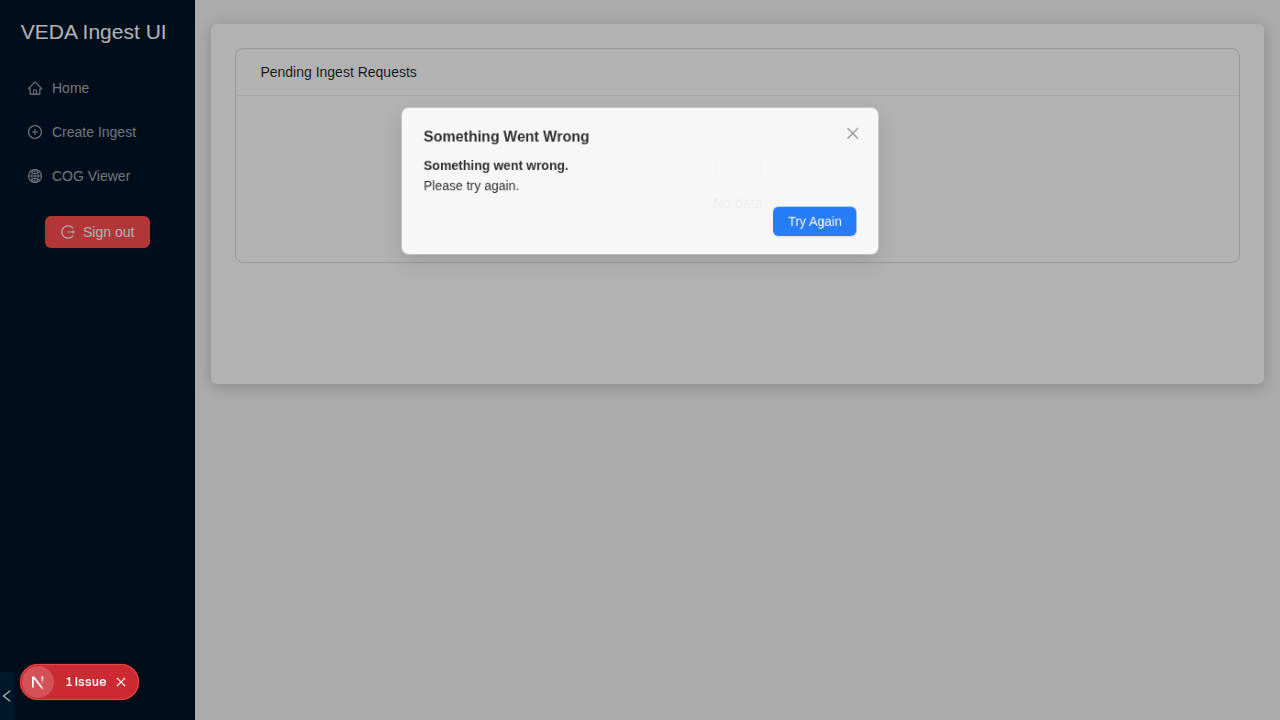 VEDA Ingest UI
Home
Create Ingest
COG Viewer
Sign out
Pending Ingest Requests
Something Went Wrong
Something went wrong.
Please try again.
No data
Try Again
1 Issue